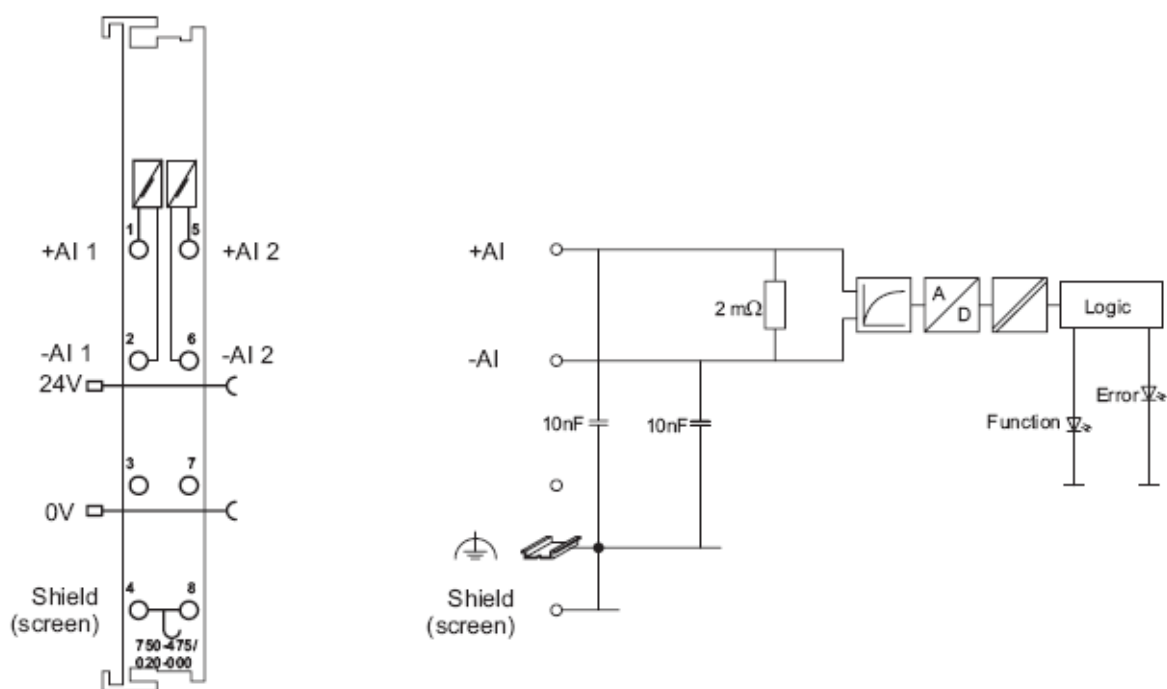 1
5
+AI 1
+AI 2
2
6
-AI 1
-AI 2
24V
3
7
0V
4
8
Shield
(screen)
750-475/
020-000
+AI
2 mΩ
A
D
Logic
-AI
10nF
10nF
Function
Error
Shield
(screen)